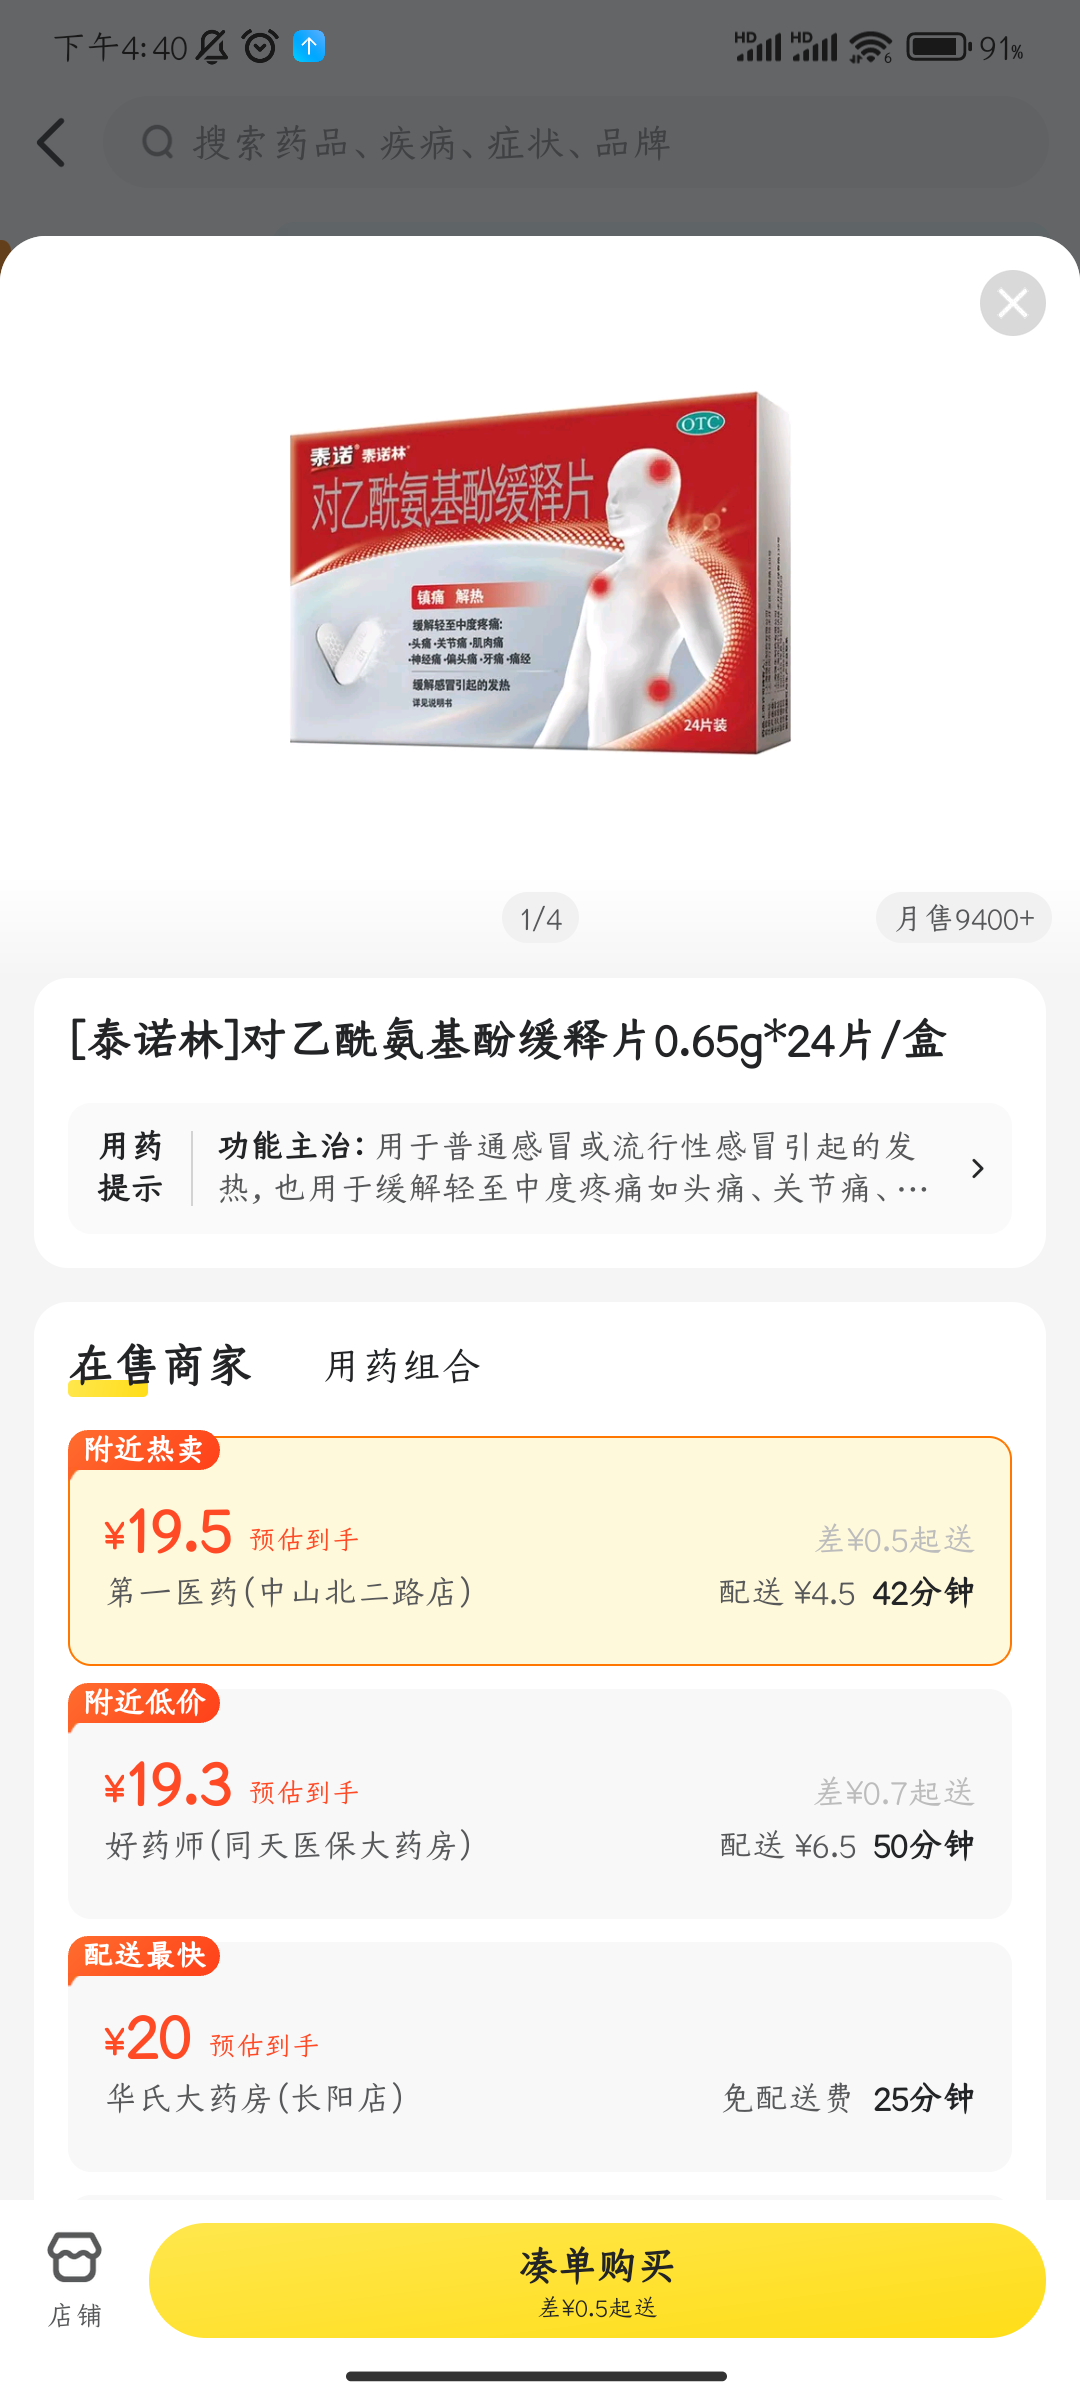 下午4:40
HD HD 6 91%
搜索药品、疾病、症状、品牌
OTC
泰诺® 泰诺林®
对乙酰氨基酚缓释片
镇痛 解热
缓解轻至中度疼痛:
·头痛·关节痛·肌肉痛
·神经痛·偏头痛·牙痛·痛经
缓解感冒引起的发热
详见说明书
24片装
1/4
月售9400+
[泰诺林]对乙酰氨基酚缓释片0.65g*24片/盒
用药
提示
功能主治:用于普通感冒或流行性感冒引起的发
热,也用于缓解轻至中度疼痛如头痛、关节痛、…
在售商家 用药组合
附近热卖
¥19.5 预估到手 差¥0.5起送
第一医药(中山北二路店) 配送 ¥4.5 42分钟
附近低价
¥19.3 预估到手 差¥0.7起送
好药师(同天医保大药房) 配送 ¥6.5 50分钟
配送最快
¥20 预估到手
华氏大药房(长阳店) 免配送费 25分钟
店铺
凑单购买
差¥0.5起送